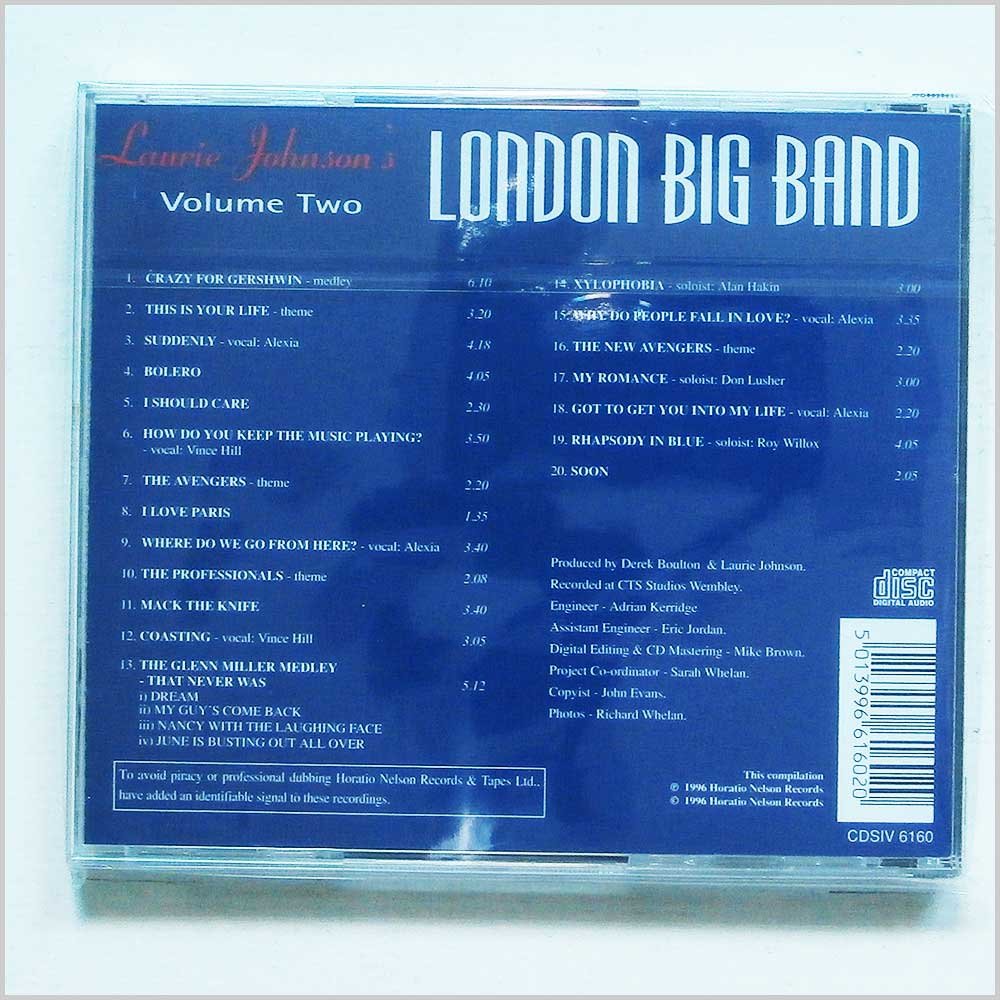 Laurie Johnson's
Volume Two
LONDON BIG BAND
1. CRAZY FOR GERSHWIN - medley 6.10
2. THIS IS YOUR LIFE - theme 3.20
3. SUDDENLY - vocal: Alexia 4.18
4. BOLERO 4.05
5. I SHOULD CARE 2.30
6. HOW DO YOU KEEP THE MUSIC PLAYING? 3.50
- vocal: Vince Hill
7. THE AVENGERS - theme 2.20
8. I LOVE PARIS 1.35
9. WHERE DO WE GO FROM HERE? - vocal: Alexia 3.40
10. THE PROFESSIONALS - theme 2.08
11. MACK THE KNIFE 3.40
12. COASTING - vocal: Vince Hill 3.05
13. THE GLENN MILLER MEDLEY
- THAT NEVER WAS 5.12
i) DREAM
ii) MY GUY'S COME BACK
iii) NANCY WITH THE LAUGHING FACE
iv) JUNE IS BUSTING OUT ALL OVER
14. XYLOPHOBIA - soloist: Alan Hakin 3.00
15. WHY DO PEOPLE FALL IN LOVE? - vocal: Alexia 3.35
16. THE NEW AVENGERS - theme 2.20
17. MY ROMANCE - soloist: Don Lusher 3.00
18. GOT TO GET YOU INTO MY LIFE - vocal: Alexia 2.20
19. RHAPSODY IN BLUE - soloist: Roy Willox 4.05
20. SOON 2.05
Produced by Derek Boulton & Laurie Johnson.
Recorded at CTS Studios Wembley.
Engineer - Adrian Kerridge
Assistant Engineer - Eric Jordan.
Digital Editing & CD Mastering - Mike Brown.
Project Co-ordinator - Sarah Whelan.
Copyist - John Evans.
Photos - Richard Whelan.
COMPACT
disc
DIGITAL AUDIO
5 013996 616020
CDSIV 6160
This compilation
℗ 1996 Horatio Nelson Records
© 1996 Horatio Nelson Records
To avoid piracy or professional dubbing Horatio Nelson Records & Tapes Ltd..
have added an identifiable signal to these recordings.